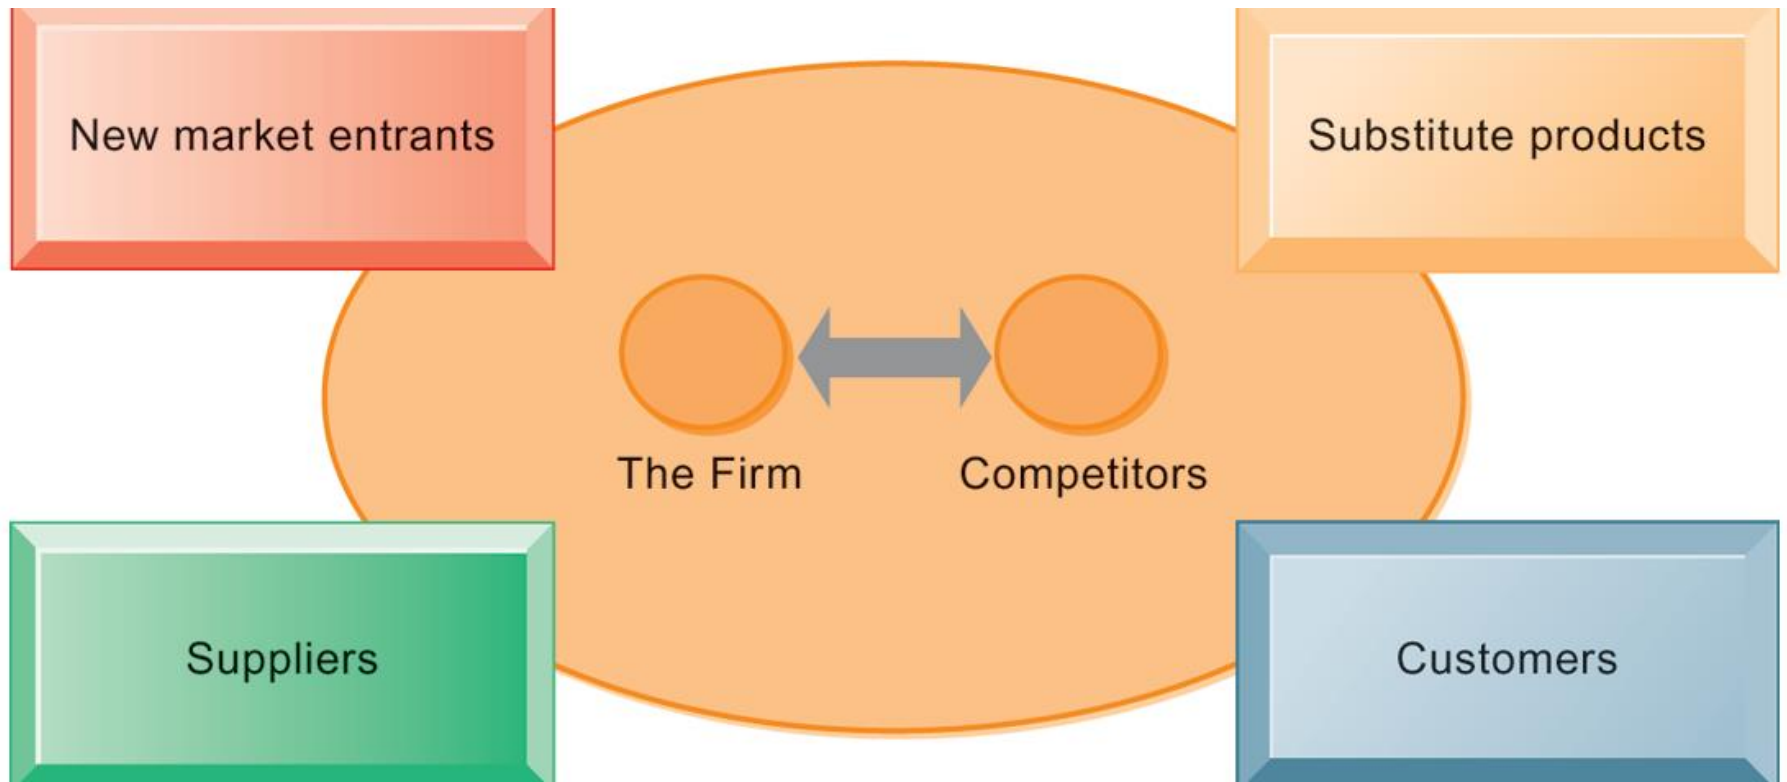 New market entrants
Substitute products
The Firm
Competitors
Suppliers
Customers